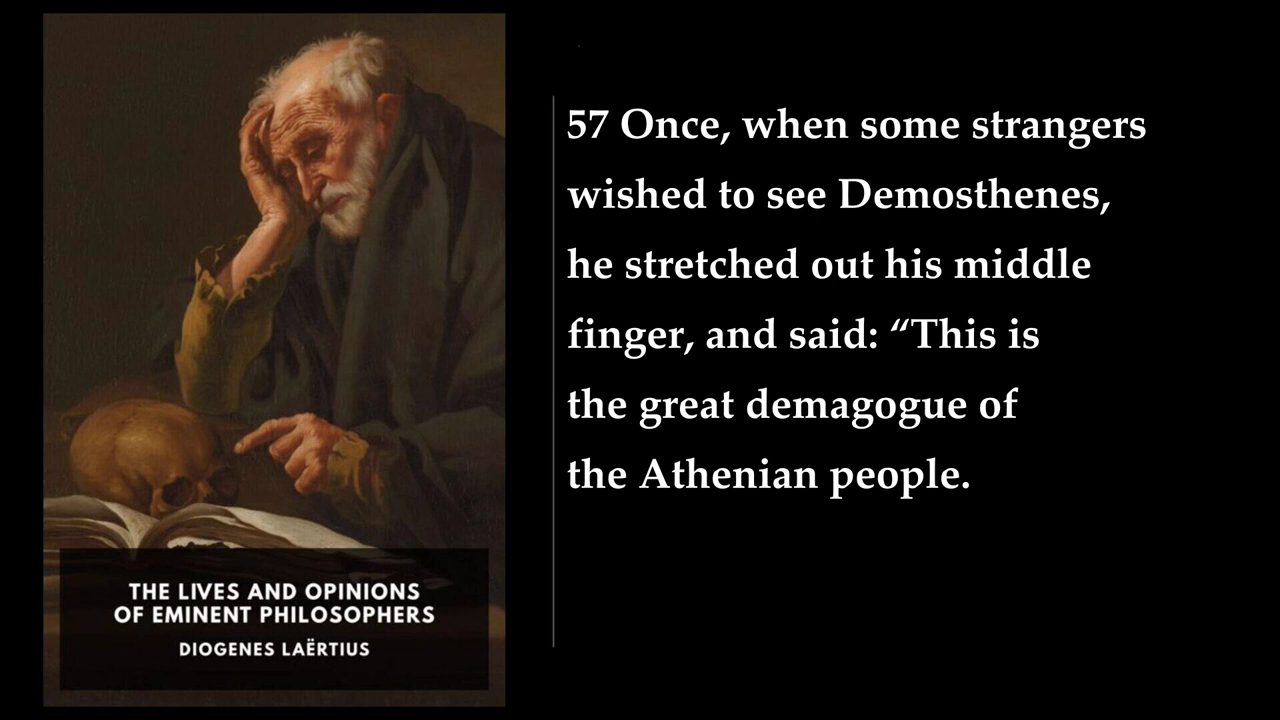 57 Once, when some strangers
wished to see Demosthenes,
he stretched out his middle
finger, and said: “This is
the great demagogue of
the Athenian people.
THE LIVES AND OPINIONS
OF EMINENT PHILOSOPHERS
DIOGENES LAËRTIUS